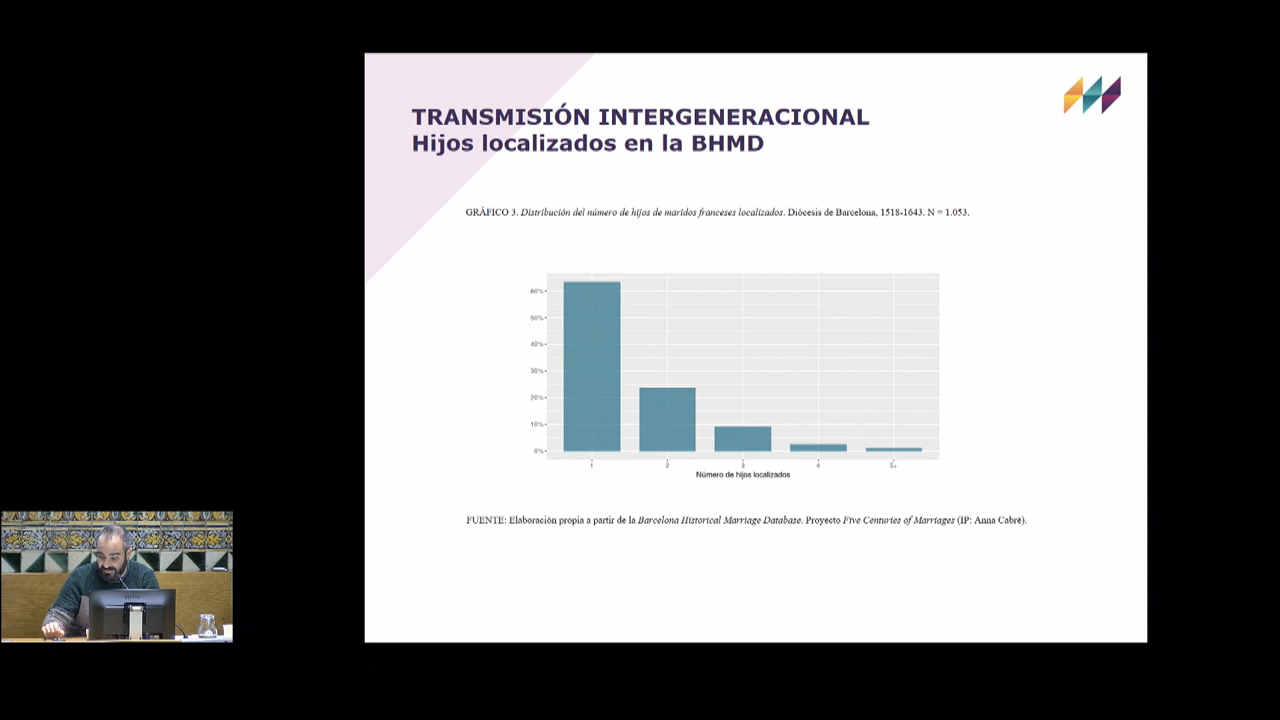 TRANSMISIÓN INTERGENERACIONAL
Hijos localizados en la BHMD
GRÁFICO 3. Distribución del número de hijos de maridos franceses localizados. Diócesis de Barcelona, 1518-1643. N = 1.053.
60%
50%
40%
30%
20%
10%
0%
1 2 3 4 5+
Número de hijos localizados
FUENTE: Elaboración propia a partir de la Barcelona Historical Marriage Database. Proyecto Five Centuries of Marriages (IP: Anna Cabré).